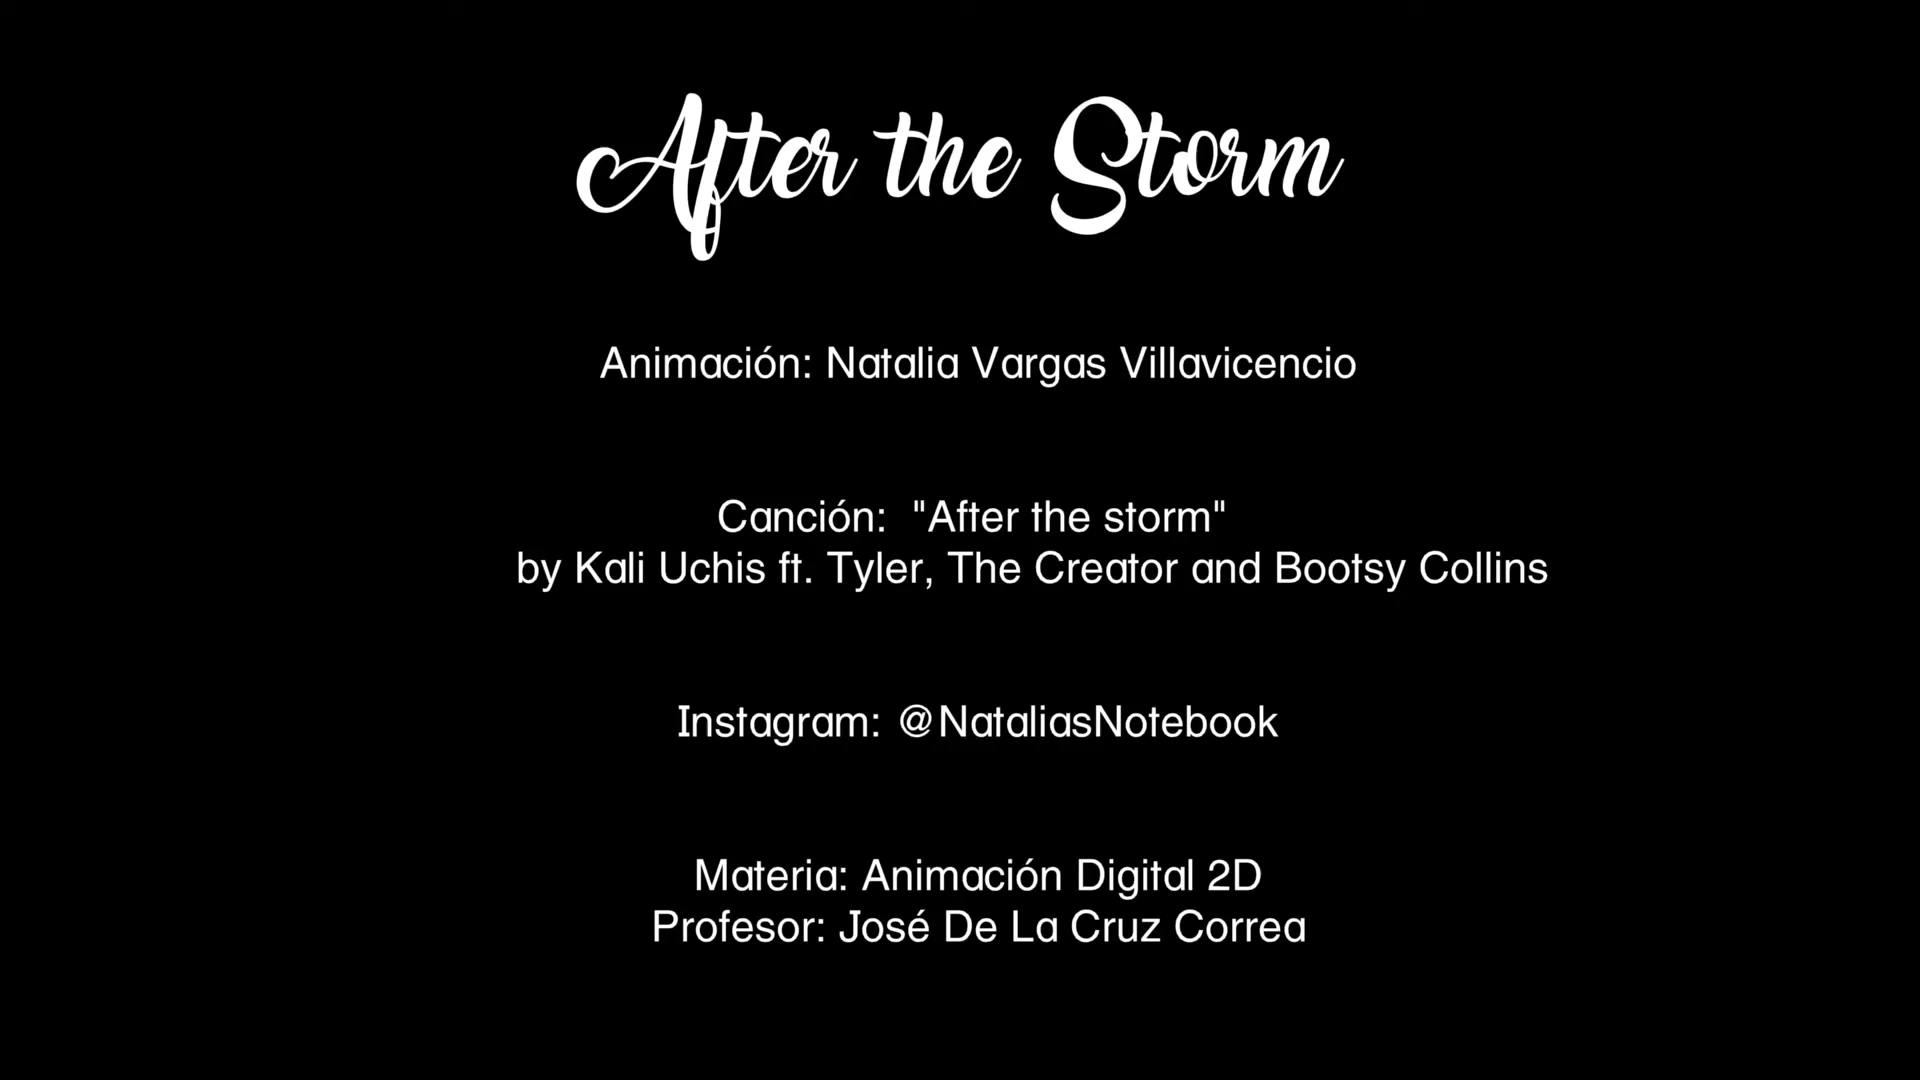 After the Storm
Animación: Natalia Vargas Villavicencio
Canción:  "After the storm"
by Kali Uchis ft. Tyler, The Creator and Bootsy Collins
Instagram: @NataliasNotebook
Materia: Animación Digital 2D
Profesor: José De La Cruz Correa